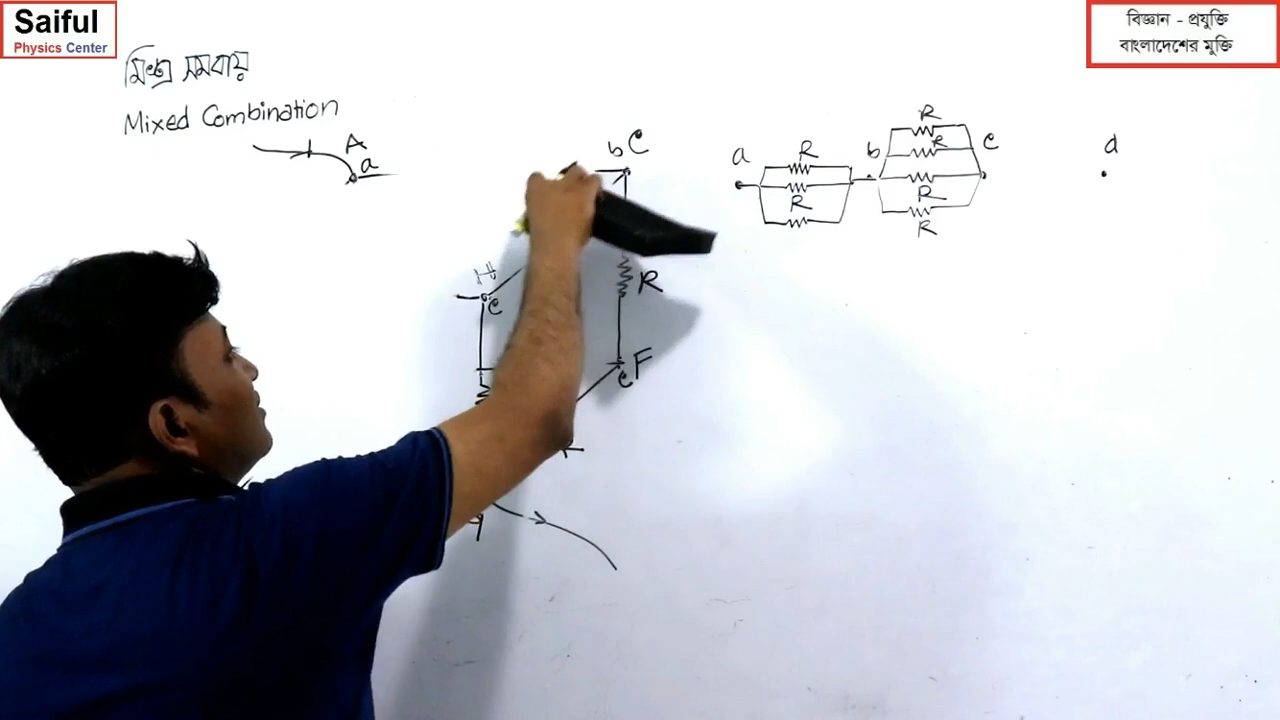 Saiful
Physics Center
বিজ্ঞান - প্রযুক্তি
বাংলাদেশের মুক্তি
মিশ্র সমবায়
Mixed Combination
A
a
b C
a
R
R
b
R
R
R
R
c
d
H
e
R
F
e